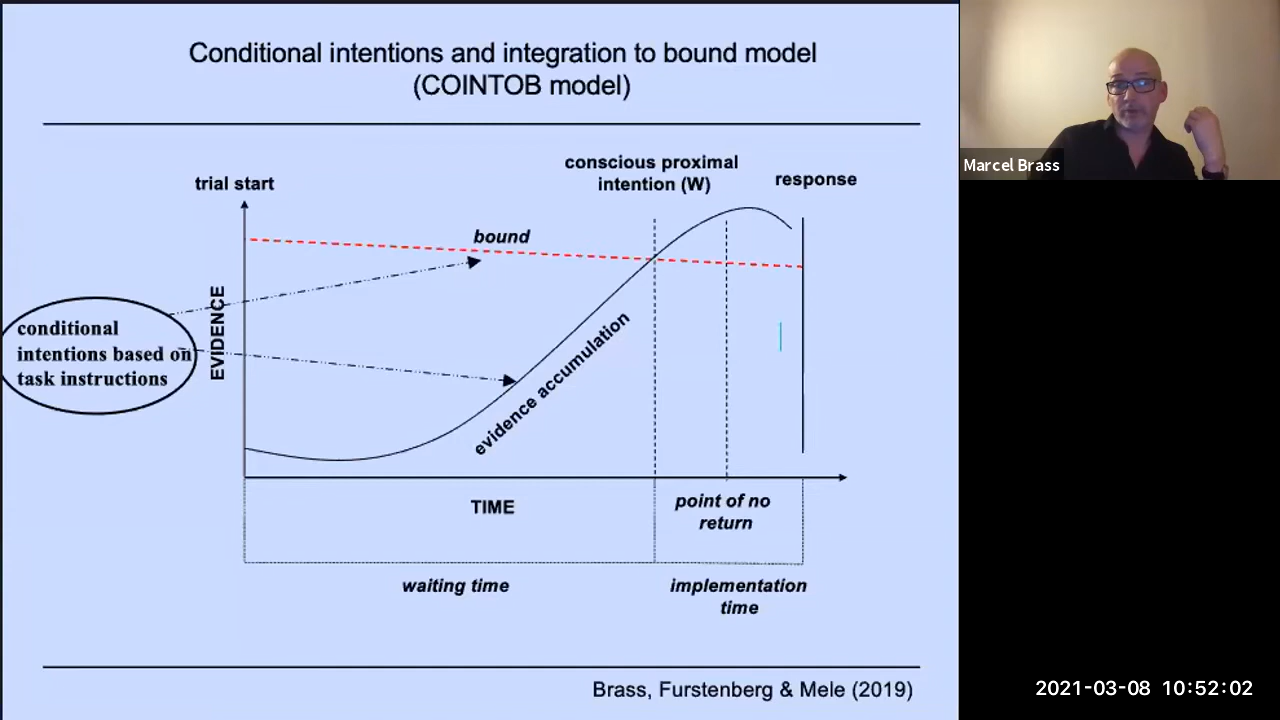 Conditional intentions and integration to bound model
(COINTOB model)
Marcel Brass
conscious proximal
intention (W)
response
trial start
bound
EVIDENCE
conditional
intentions based on
task instructions
evidence accumulation
TIME
point of no
return
waiting time
implementation
time
Brass, Furstenberg & Mele (2019)
2021-03-08 10:52:02